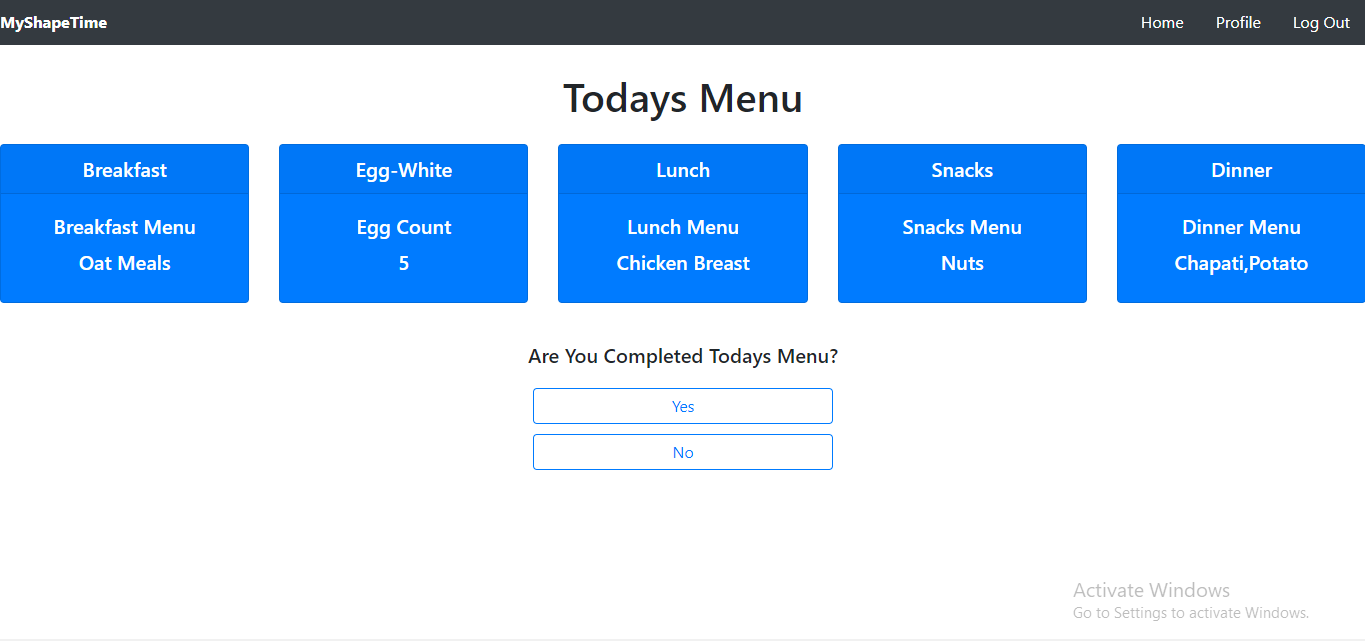 MyShapeTime
Home Profile Log Out
Todays Menu
Breakfast
Breakfast Menu
Oat Meals
Egg-White
Egg Count
5
Lunch
Lunch Menu
Chicken Breast
Snacks
Snacks Menu
Nuts
Dinner
Dinner Menu
Chapati,Potato
Are You Completed Todays Menu?
Yes
No
Activate Windows
Go to Settings to activate Windows.